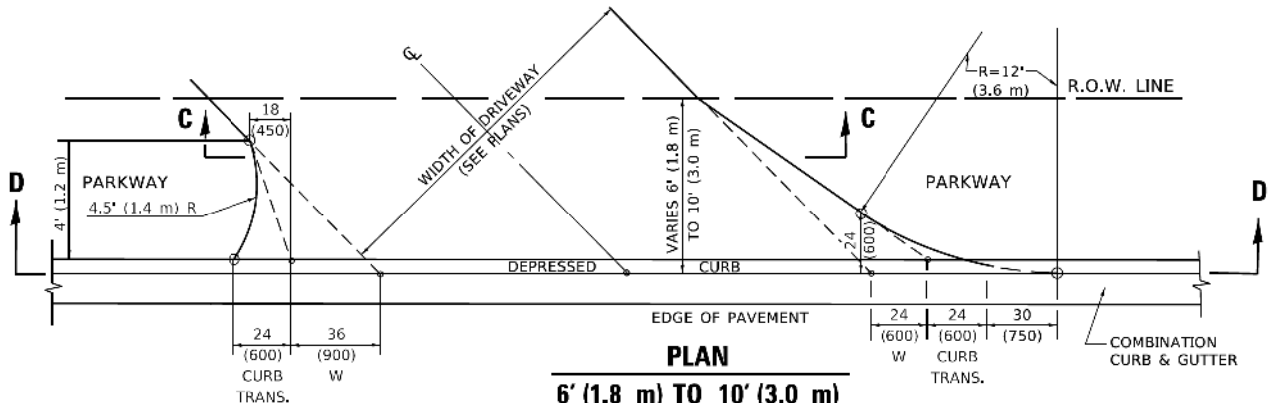 ℄
18
(450)
C
WIDTH OF DRIVEWAY
(SEE PLANS)
R=12'
(3.6 m)
R.O.W. LINE
C
D
4' (1.2 m)
PARKWAY
4.5' (1.4 m) R
VARIES 6' (1.8 m)
TO 10' (3.0 m)
PARKWAY
D
24
(600)
DEPRESSED CURB
EDGE OF PAVEMENT
24
(600)
CURB
TRANS.
36
(900)
W
24
(600)
W
24
(600)
CURB
TRANS.
30
(750)
COMBINATION
CURB & GUTTER
PLAN
6' (1.8 m) TO 10' (3.0 m)